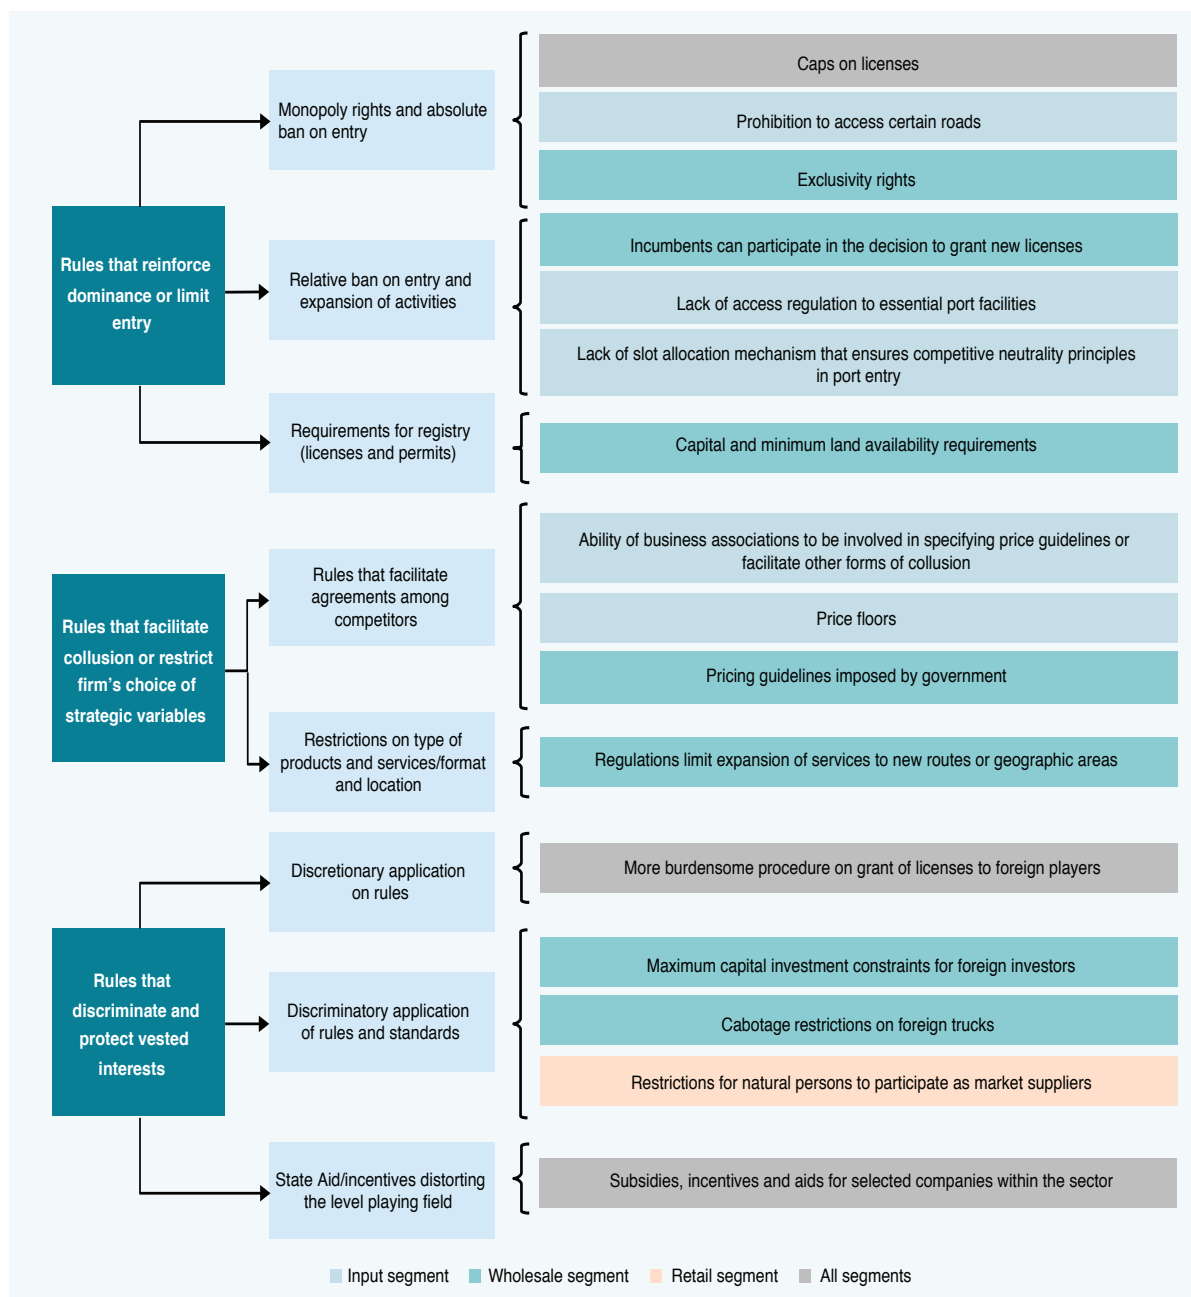 Rules that reinforce
dominance or limit
entry
Monopoly rights and absolute
ban on entry
Caps on licenses
Prohibition to access certain roads
Exclusivity rights
Relative ban on entry and
expansion of activities
Incumbents can participate in the decision to grant new licenses
Lack of access regulation to essential port facilities
Lack of slot allocation mechanism that ensures competitive neutrality principles
in port entry
Requirements for registry
(licenses and permits)
Capital and minimum land availability requirements
Rules that facilitate
collusion or restrict
firm's choice of
strategic variables
Rules that facilitate
agreements among
competitors
Ability of business associations to be involved in specifying price guidelines or
facilitate other forms of collusion
Price floors
Pricing guidelines imposed by government
Restrictions on type of
products and services/format
and location
Regulations limit expansion of services to new routes or geographic areas
Rules that
discriminate and
protect vested
interests
Discretionary application
on rules
More burdensome procedure on grant of licenses to foreign players
Discriminatory application
of rules and standards
Maximum capital investment constraints for foreign investors
Cabotage restrictions on foreign trucks
Restrictions for natural persons to participate as market suppliers
State Aid/incentives distorting
the level playing field
Subsidies, incentives and aids for selected companies within the sector
Input segment Wholesale segment Retail segment All segments